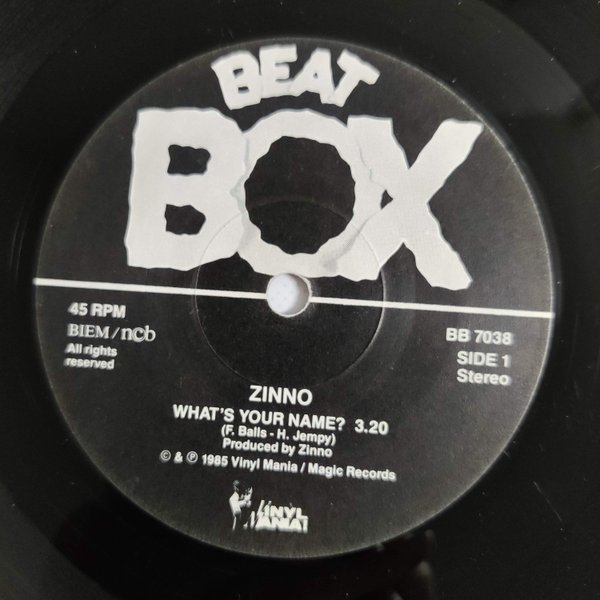 BEAT
BOX
45 RPM
BIEM/ncb
All rights
reserved
BB 7038
SIDE 1
Stereo
ZINNO
WHAT'S YOUR NAME? 3.20
(F. Balls - H. Jempy)
Produced by Zinno
© & ℗ 1985 Vinyl Mania / Magic Records
VINYL
MANIA!